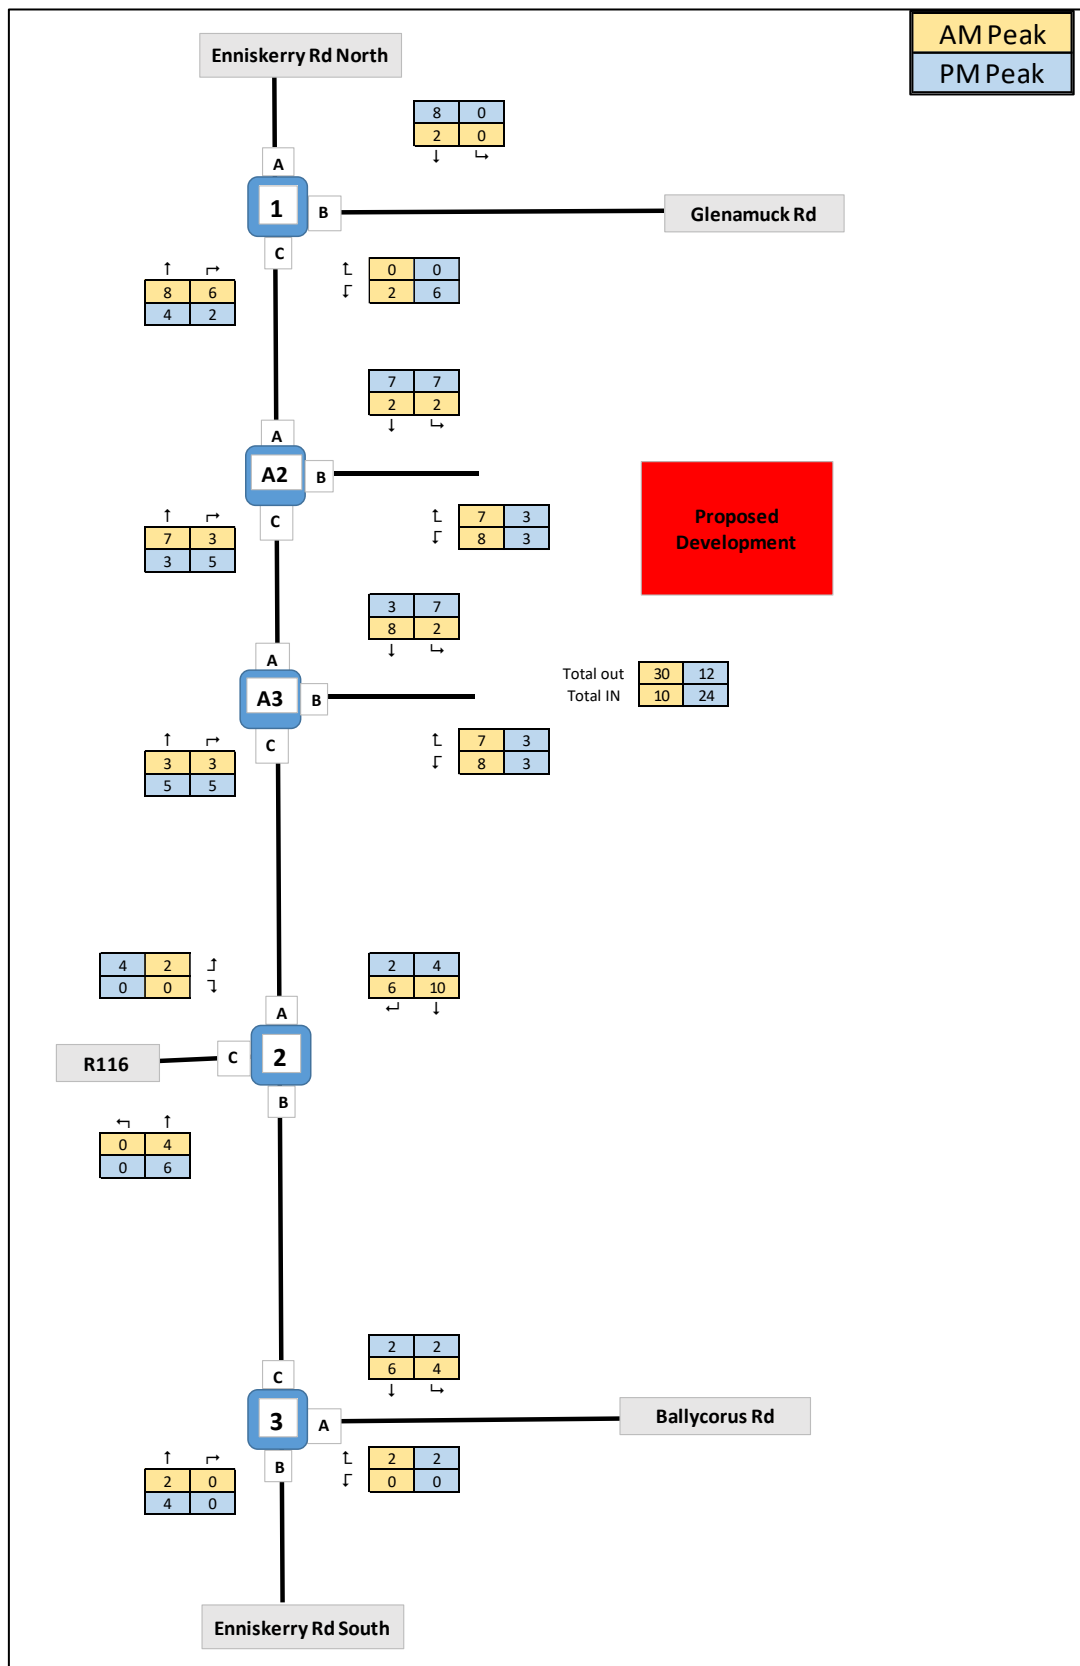 AM Peak
PM Peak
Enniskerry Rd North
8 0
2 0
↓ ↳
A
1
B
Glenamuck Rd
C
↑ ↱
8 6
4 2
↑ 0 0
↓ 2 6
7 7
2 2
↓ ↳
A
A2
B
C
↑ ↱
7 3
3 5
7 3
8 3
Proposed
Development
3 7
8 2
↓ ↳
A
A3
B
C
Total out 30 12
Total IN 10 24
↑ ↱
3 3
5 5
7 3
8 3
4 2
0 0
2 4
6 10
↵ ↓
A
2
C
R116
B
↰ ↑
0 4
0 6
2 2
6 4
↓ ↳
C
3
A
Ballycorus Rd
B
↑ ↱
2 0
4 0
2 2
0 0
Enniskerry Rd South